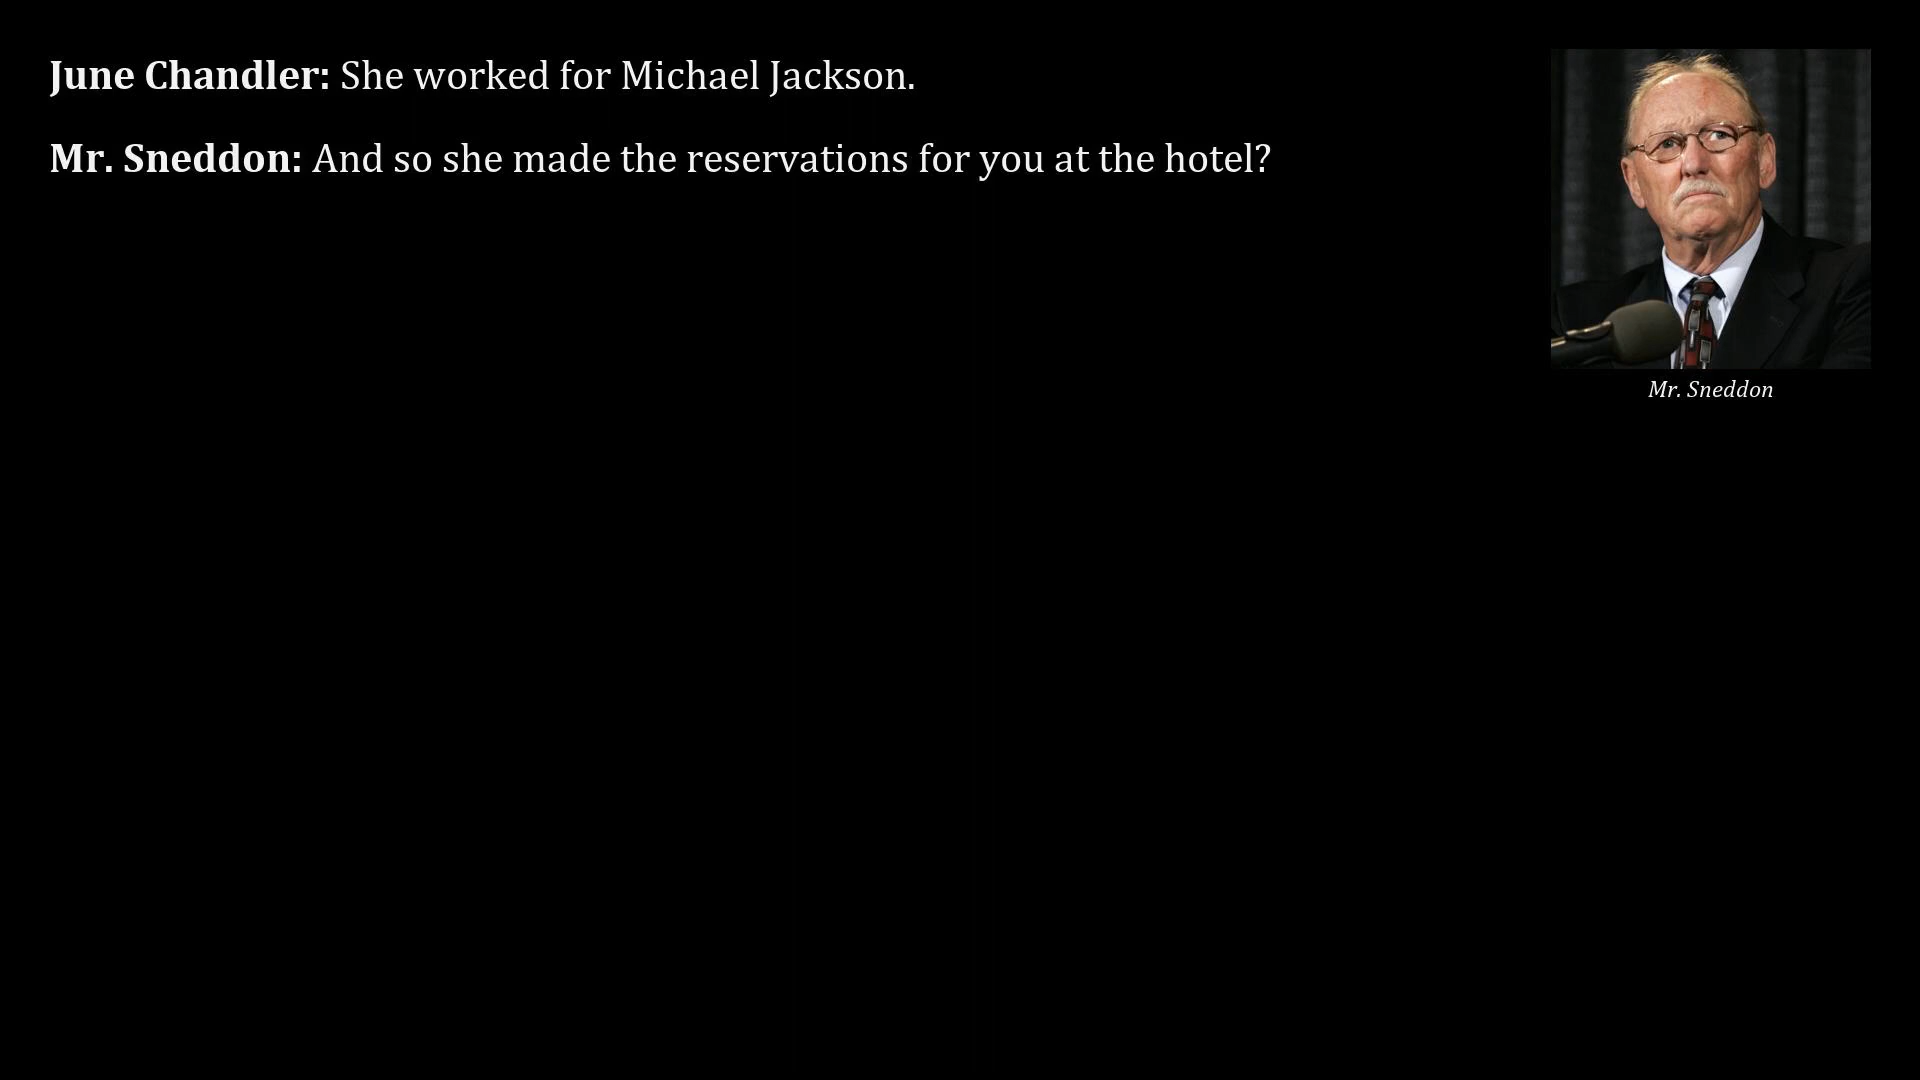 June Chandler: She worked for Michael Jackson.
Mr. Sneddon: And so she made the reservations for you at the hotel?
Mr. Sneddon